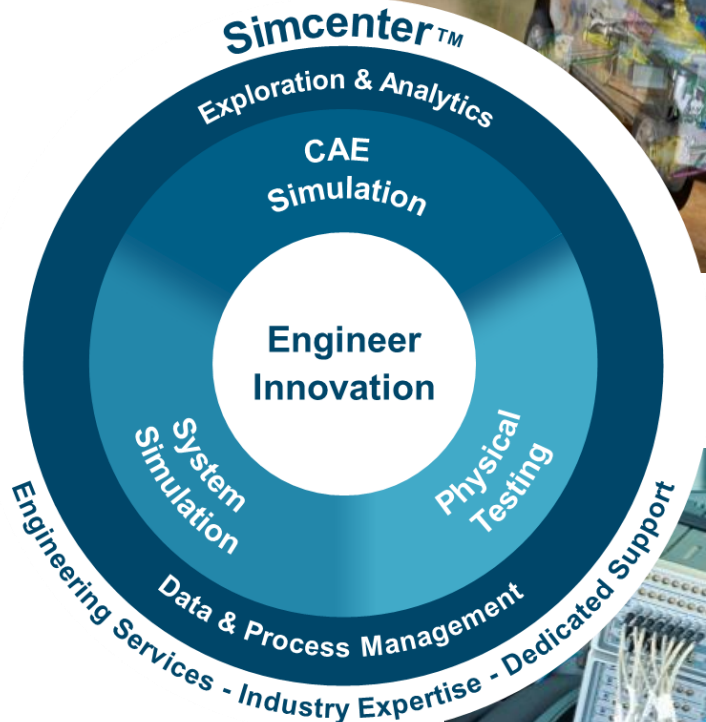 Simcenter™
Exploration & Analytics
CAE
Simulation
Engineer
Innovation
System
Simulation
Physical
Testing
Data & Process Management
Engineering Services - Industry Expertise - Dedicated Support